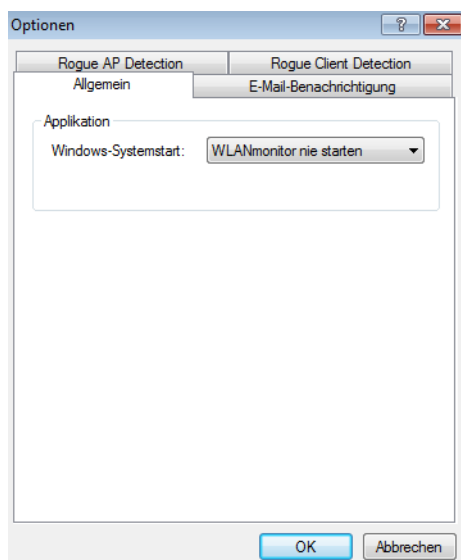 Optionen
Rogue AP Detection Rogue Client Detection
Allgemein E-Mail-Benachrichtigung
Applikation
Windows-Systemstart: WLANmonitor nie starten
OK Abbrechen